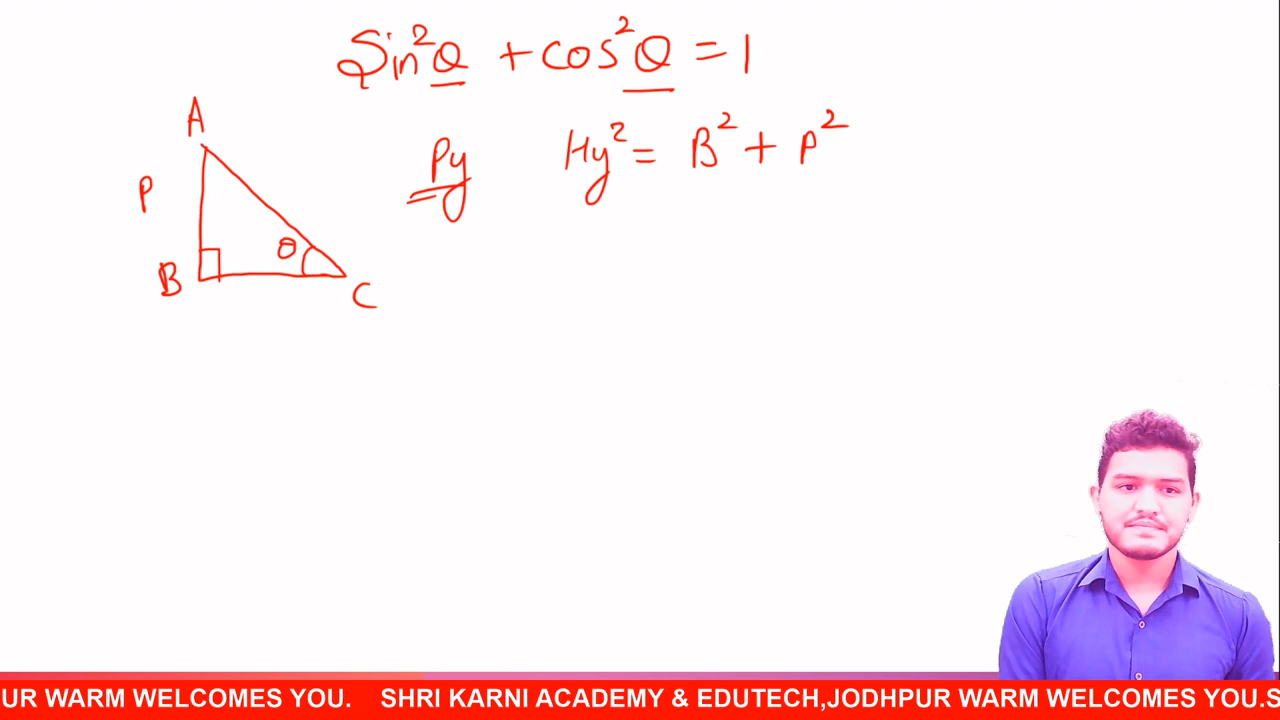 Sin²θ + cos²θ = 1
A
P
Py Hy² = B² + P²
θ
B
C
UR WARM WELCOMES YOU. SHRI KARNI ACADEMY & EDUTECH,JODHPUR WARM WELCOMES YOU.S